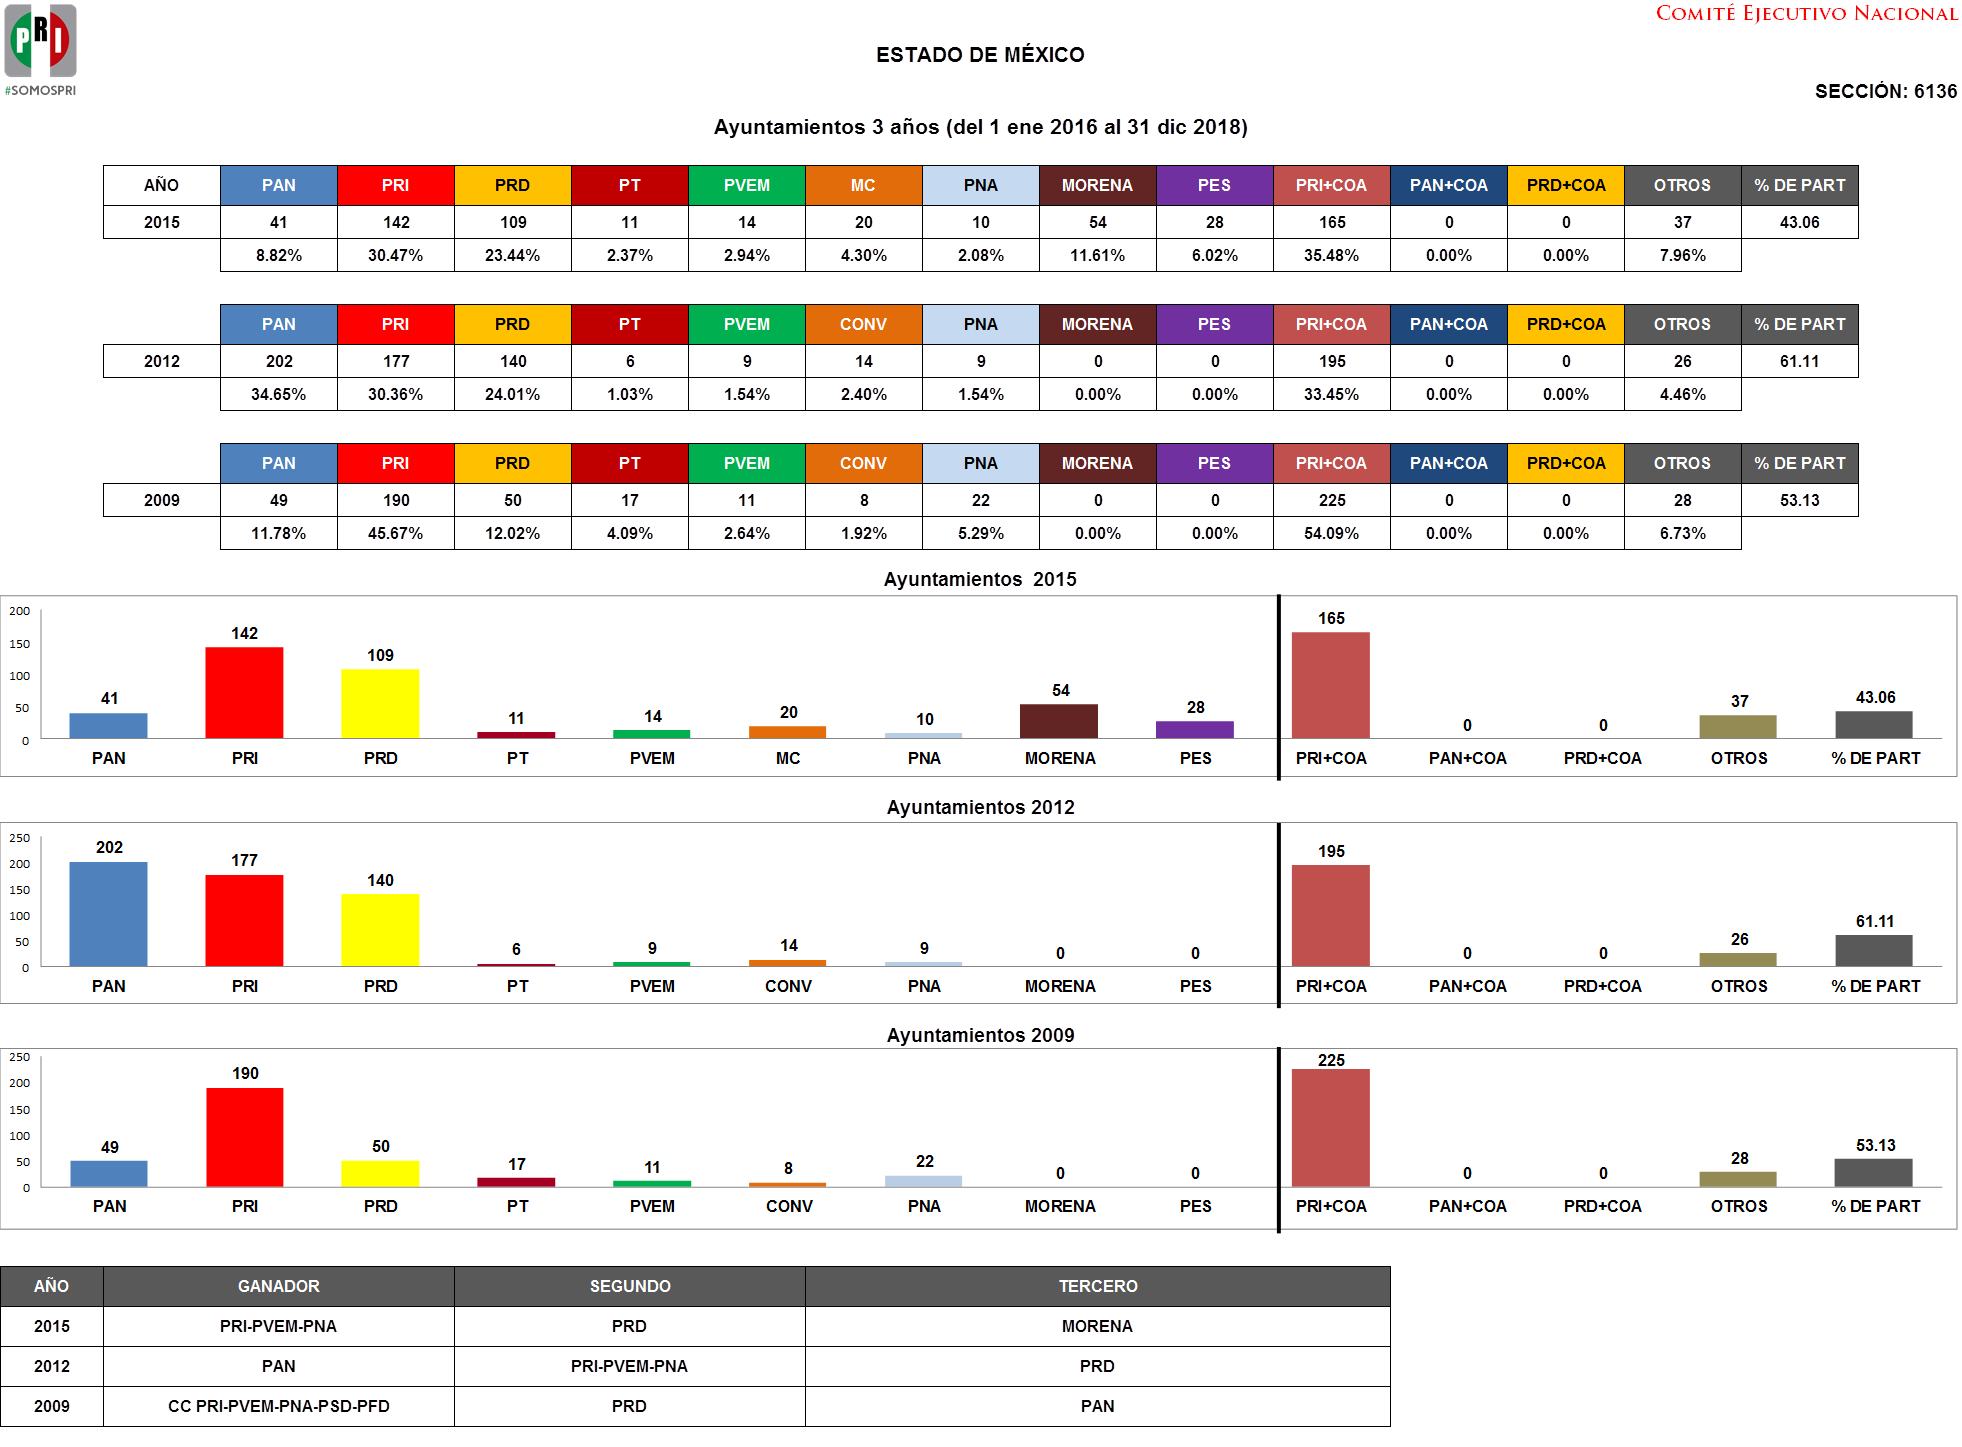 PRI
#SOMOSPRI
COMITÉ EJECUTIVO NACIONAL
ESTADO DE MÉXICO
SECCIÓN: 6136
Ayuntamientos 3 años (del 1 ene 2016 al 31 dic 2018)
AÑO PAN PRI PRD PT PVEM MC PNA MORENA PES PRI+COA PAN+COA PRD+COA OTROS % DE PART
2015 41 142 109 11 14 20 10 54 28 165 0 0 37 43.06
8.82% 30.47% 23.44% 2.37% 2.94% 4.30% 2.08% 11.61% 6.02% 35.48% 0.00% 0.00% 7.96%
PAN PRI PRD PT PVEM CONV PNA MORENA PES PRI+COA PAN+COA PRD+COA OTROS % DE PART
2012 202 177 140 6 9 14 9 0 0 195 0 0 26 61.11
34.65% 30.36% 24.01% 1.03% 1.54% 2.40% 1.54% 0.00% 0.00% 33.45% 0.00% 0.00% 4.46%
PAN PRI PRD PT PVEM CONV PNA MORENA PES PRI+COA PAN+COA PRD+COA OTROS % DE PART
2009 49 190 50 17 11 8 22 0 0 225 0 0 28 53.13
11.78% 45.67% 12.02% 4.09% 2.64% 1.92% 5.29% 0.00% 0.00% 54.09% 0.00% 0.00% 6.73%
Ayuntamientos 2015
200
150
100
50
0
41 142 109 11 14 20 10 54 28 165 0 0 37 43.06
PAN PRI PRD PT PVEM MC PNA MORENA PES PRI+COA PAN+COA PRD+COA OTROS % DE PART
Ayuntamientos 2012
250
200
150
100
50
0
202 177 140 6 9 14 9 0 0 195 0 0 26 61.11
PAN PRI PRD PT PVEM CONV PNA MORENA PES PRI+COA PAN+COA PRD+COA OTROS % DE PART
Ayuntamientos 2009
250
200
150
100
50
0
49 190 50 17 11 8 22 0 0 225 0 0 28 53.13
PAN PRI PRD PT PVEM CONV PNA MORENA PES PRI+COA PAN+COA PRD+COA OTROS % DE PART
AÑO GANADOR SEGUNDO TERCERO
2015 PRI-PVEM-PNA PRD MORENA
2012 PAN PRI-PVEM-PNA PRD
2009 CC PRI-PVEM-PNA-PSD-PFD PRD PAN